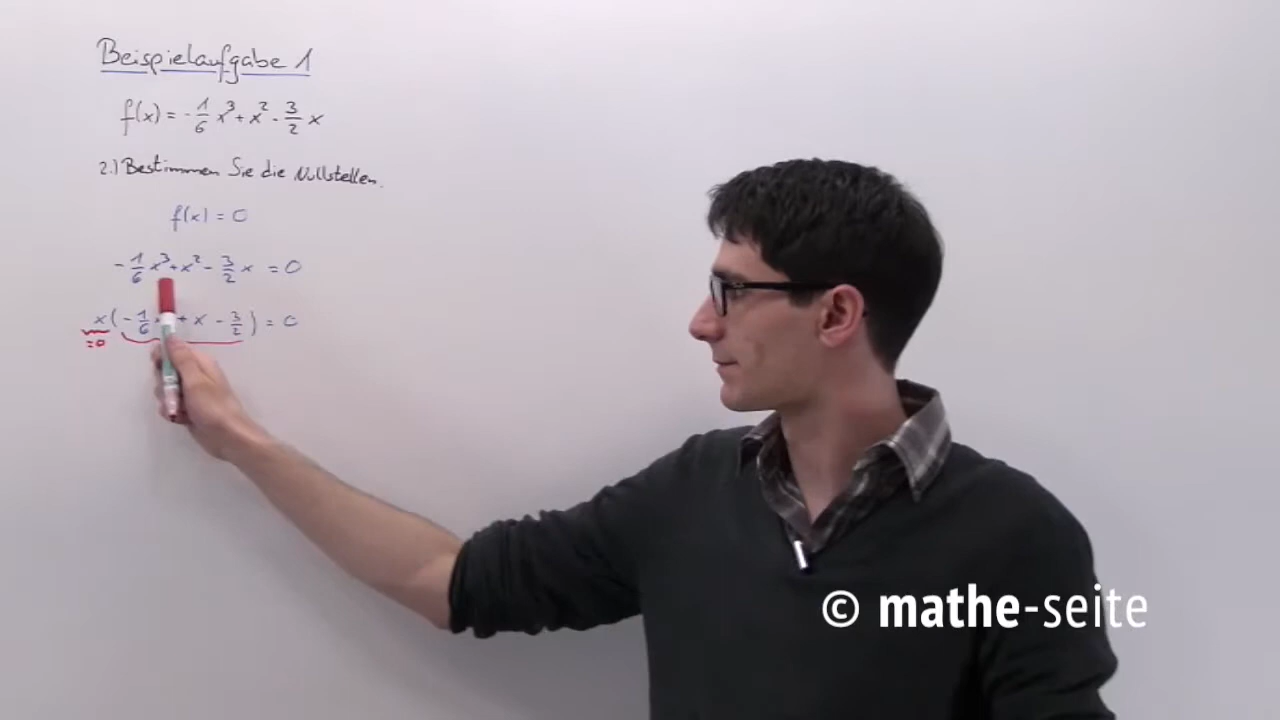 Beispielaufgabe 1
f(x) = -1/6 x³ + x² - 3/2 x
2.) Bestimmen Sie die Nullstellen.
f(x) = 0
-1/6 x³ + x² - 3/2 x = 0
x(-1/6 x + x - 3/2) = 0
=0
© mathe-seite